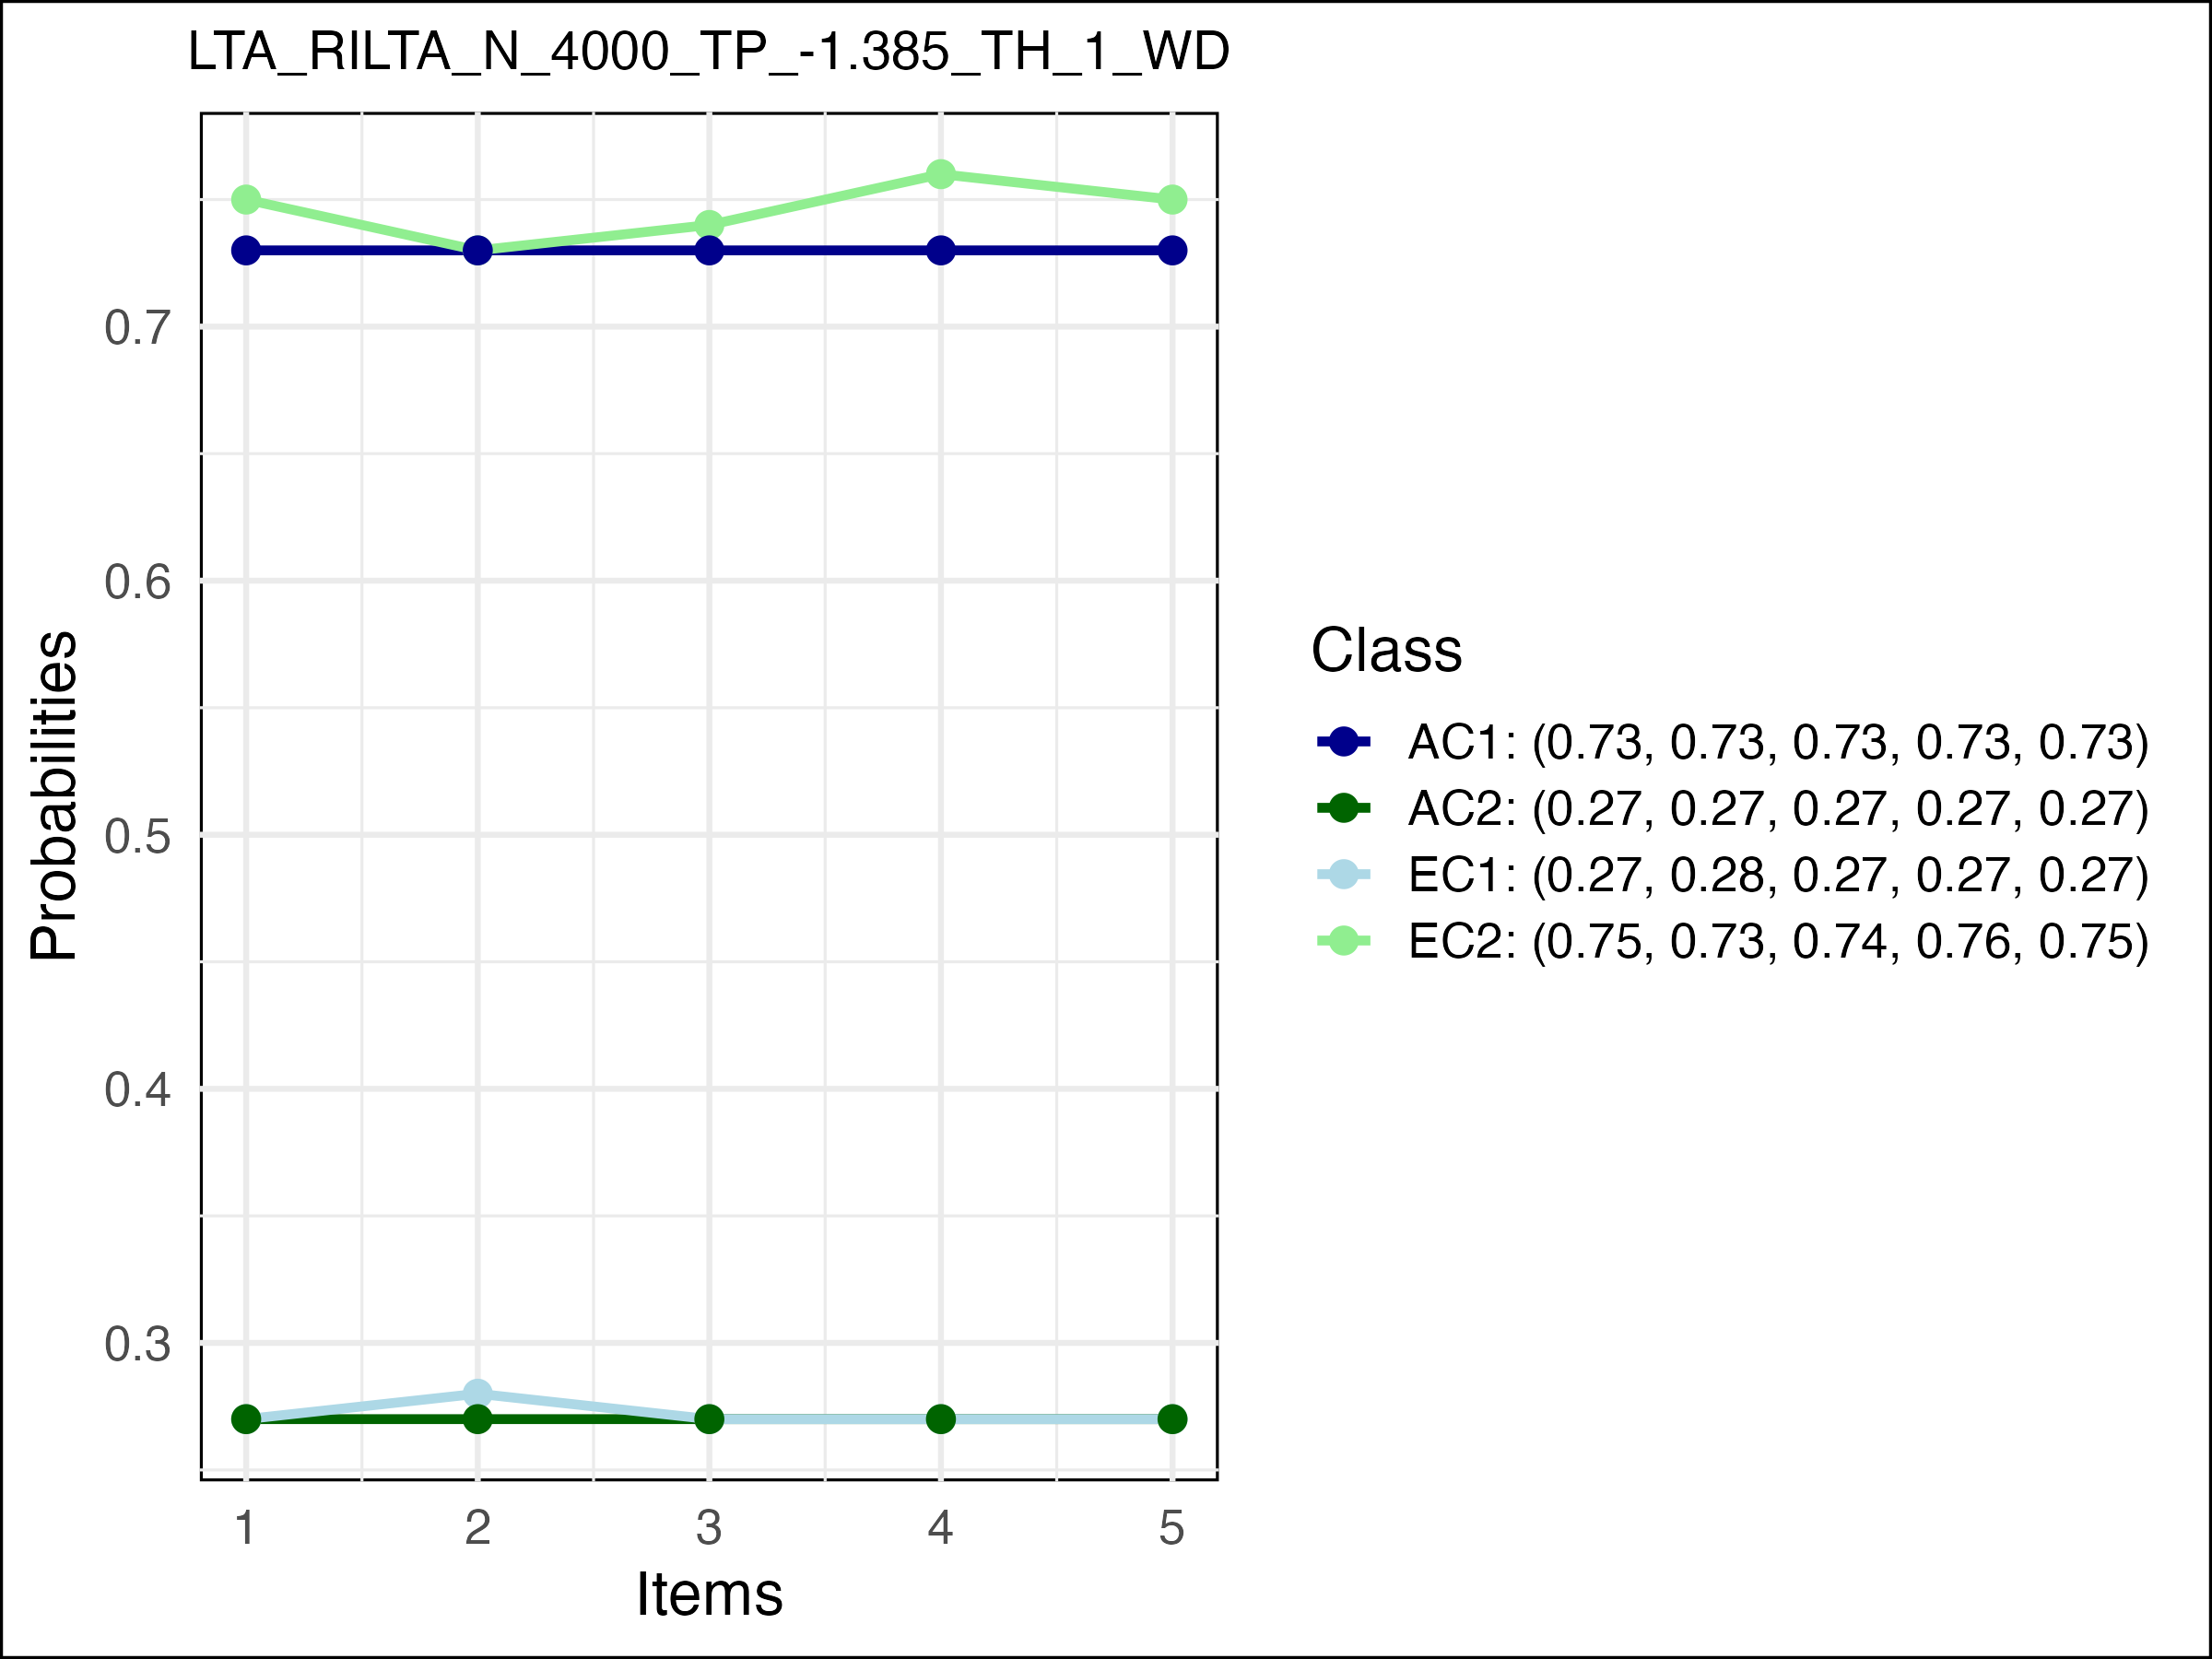 LTA_RILTA_N_4000_TP_-1.385_TH_1_WD
Probabilities
0.7
0.6
0.5
0.4
0.3
1 2 3 4 5
Items
Class
AC1: (0.73, 0.73, 0.73, 0.73, 0.73)
AC2: (0.27, 0.27, 0.27, 0.27, 0.27)
EC1: (0.27, 0.28, 0.27, 0.27, 0.27)
EC2: (0.75, 0.73, 0.74, 0.76, 0.75)